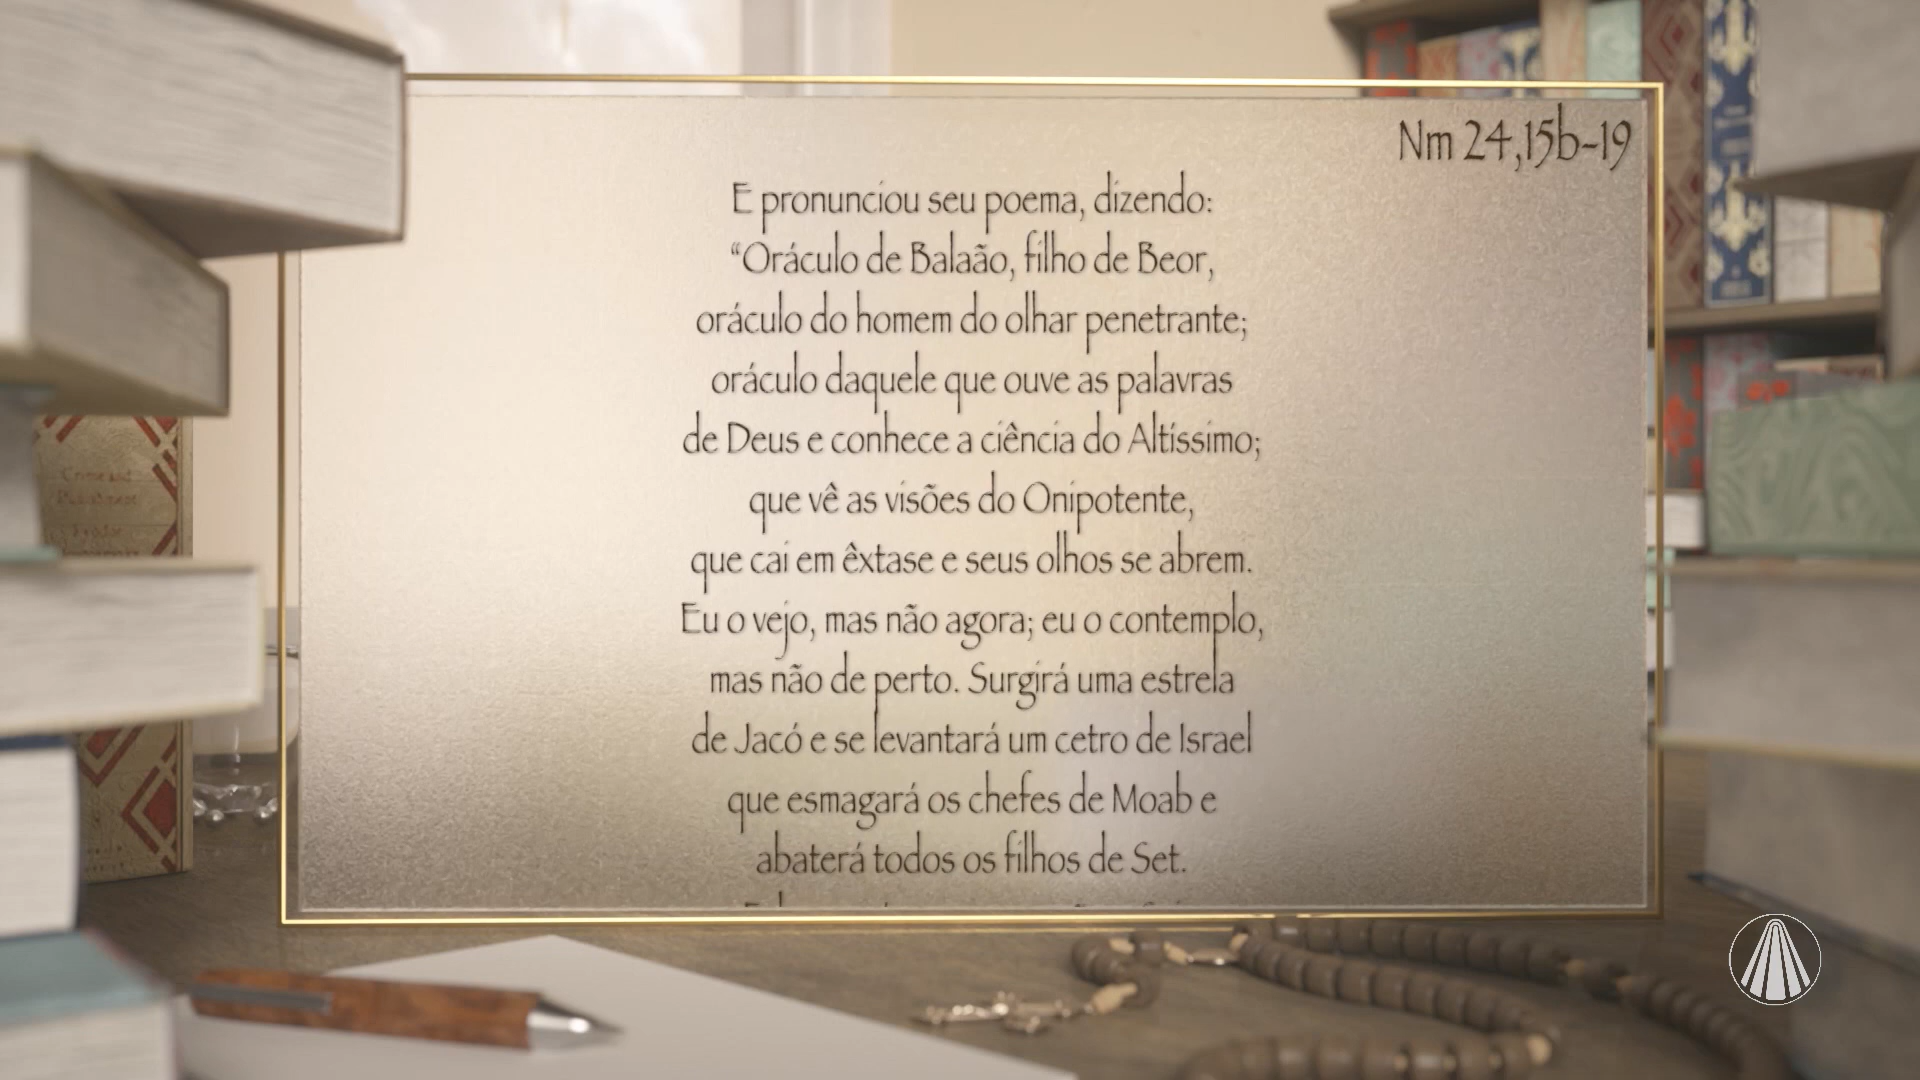 Nm 24,15b-19
E pronunciou seu poema, dizendo:
“Oráculo de Balaão, filho de Beor,
oráculo do homem do olhar penetrante;
oráculo daquele que ouve as palavras
de Deus e conhece a ciência do Altíssimo;
que vê as visões do Onipotente,
que cai em êxtase e seus olhos se abrem.
Eu o vejo, mas não agora; eu o contemplo,
mas não de perto. Surgirá uma estrela
de Jacó e se levantará um cetro de Israel
que esmagará os chefes de Moab e
abaterá todos os filhos de Set.
Crime and
Punishment